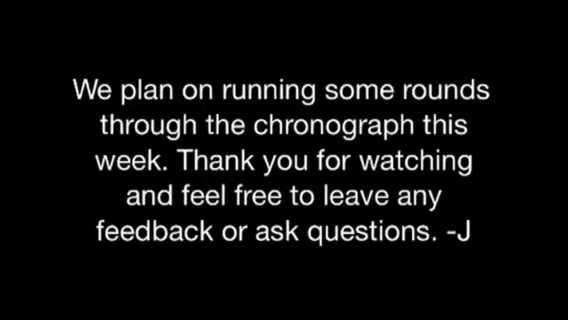 We plan on running some rounds
through the chronograph this
week. Thank you for watching
and feel free to leave any
feedback or ask questions. -J